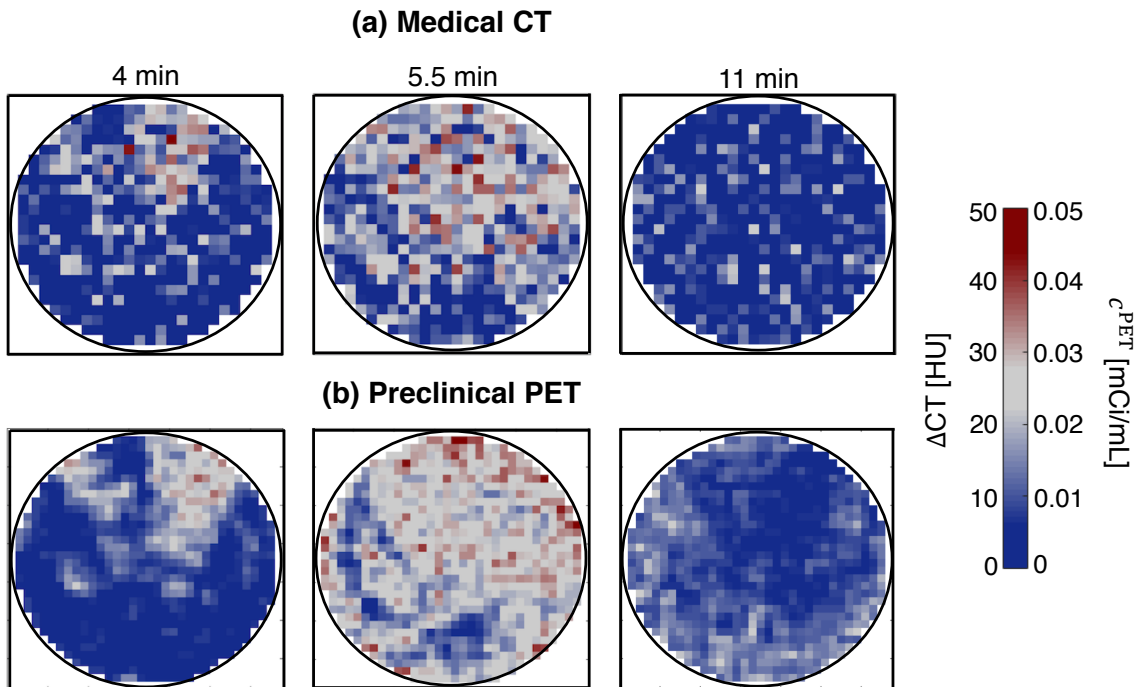 (a) Medical CT
4 min
5.5 min
11 min
(b) Preclinical PET
ΔCT [HU]
50
40
30
20
10
0
0.05
0.04
0.03
0.02
0.01
0
c^PET [mCi/mL]